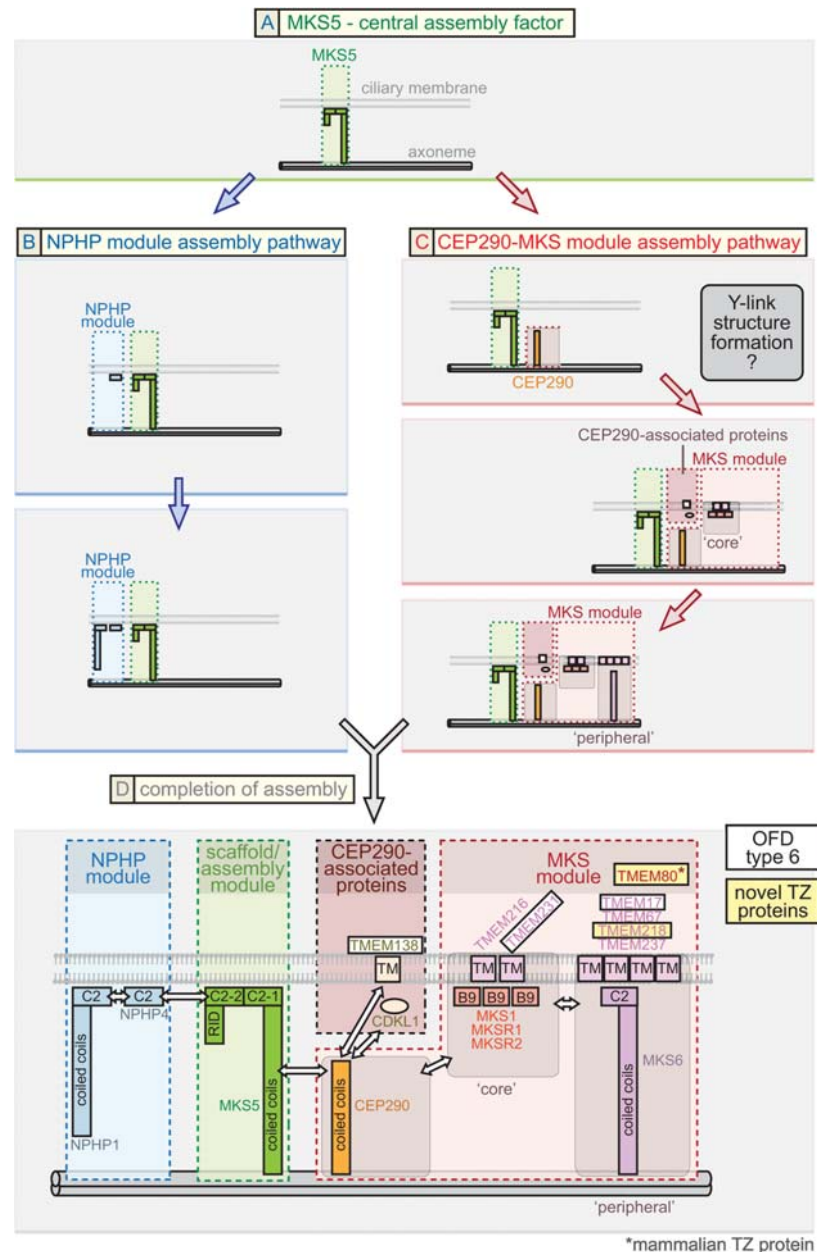 A MKS5 - central assembly factor
MKS5
ciliary membrane
axoneme
B NPHP module assembly pathway
NPHP
module
NPHP
module
C CEP290-MKS module assembly pathway
Y-link
structure
formation
?
CEP290
CEP290-associated proteins
MKS module
'core'
MKS module
'peripheral'
D completion of assembly
OFD
type 6
novel TZ
proteins
NPHP
module
scaffold/
assembly
module
CEP290-
associated
proteins
MKS
module
TMEM80*
TMEM17
TMEM67
TMEM218
TMEM237
TMEM216
TMEM231
TMEM138
TM
TM TM
TM TM TM TM
C2 C2
NPHP4
C2-2 C2-1
RID
CDKL1
B9 B9 B9
MKS1
MKSR1
MKSR2
C2
coiled coils
NPHP1
MKS5
coiled coils
coiled coils
CEP290
'core'
coiled coils
MKS6
'peripheral'
*mammalian TZ protein